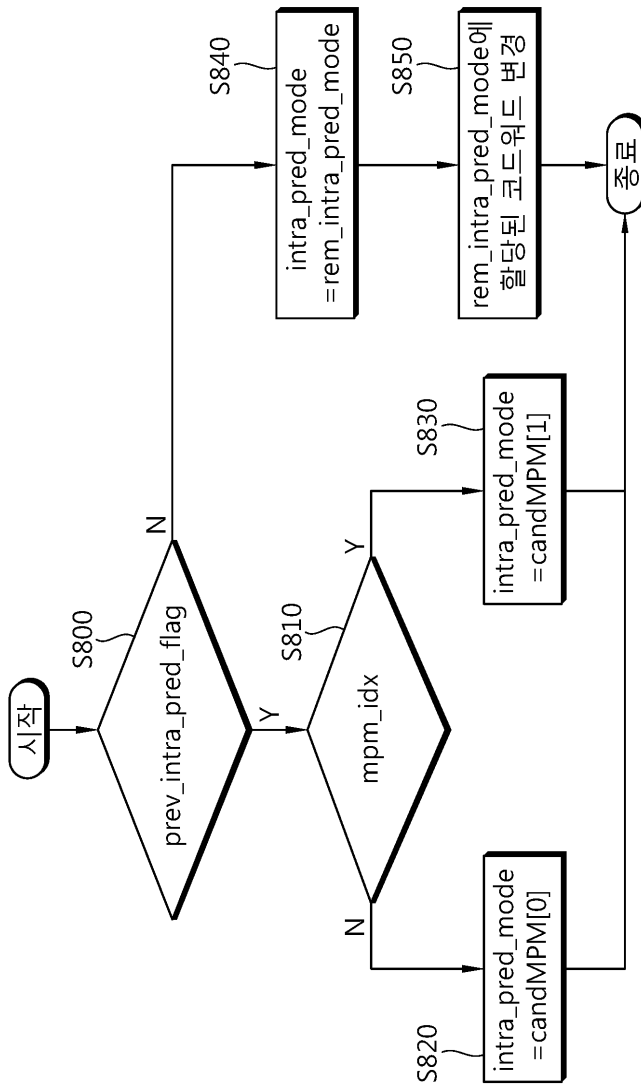 시작
S800
prev_intra_pred_flag
N
Y
S810
mpm_idx
N
Y
S820
intra_pred_mode
=candMPM[0]
S830
intra_pred_mode
=candMPM[1]
S840
intra_pred_mode
=rem_intra_pred_mode
S850
rem_intra_pred_mode에
할당된 코드워드 변경
종료